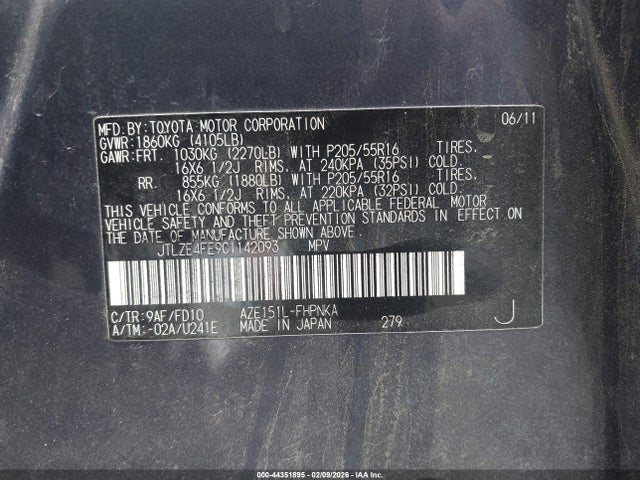 MFD. BY: TOYOTA MOTOR CORPORATION 06/11
GVWR: 1860KG (4105LB)
GAWR: FRT. 1030KG (2270LB) WITH P205/55R16 TIRES.
16X6 1/2J RIMS. AT 240KPA (35PSI) COLD.
RR. 855KG (1880LB) WITH P205/55R16 TIRES.
16X6 1/2J RIMS. AT 220KPA (32PSI) COLD.
THIS VEHICLE CONFORMS TO ALL APPLICABLE FEDERAL MOTOR
VEHICLE SAFETY AND THEFT PREVENTION STANDARDS IN EFFECT
ON THE DATE OF MANUFACTURE SHOWN ABOVE.
JTLZE4FE9C1142093 MPV
C/TR: 9AF/FD10 AZE151L-FHPNKA
A/TM: -02A/U241E MADE IN JAPAN 279 J
000-44351895 - 02/09/2026 - IAAI.CA